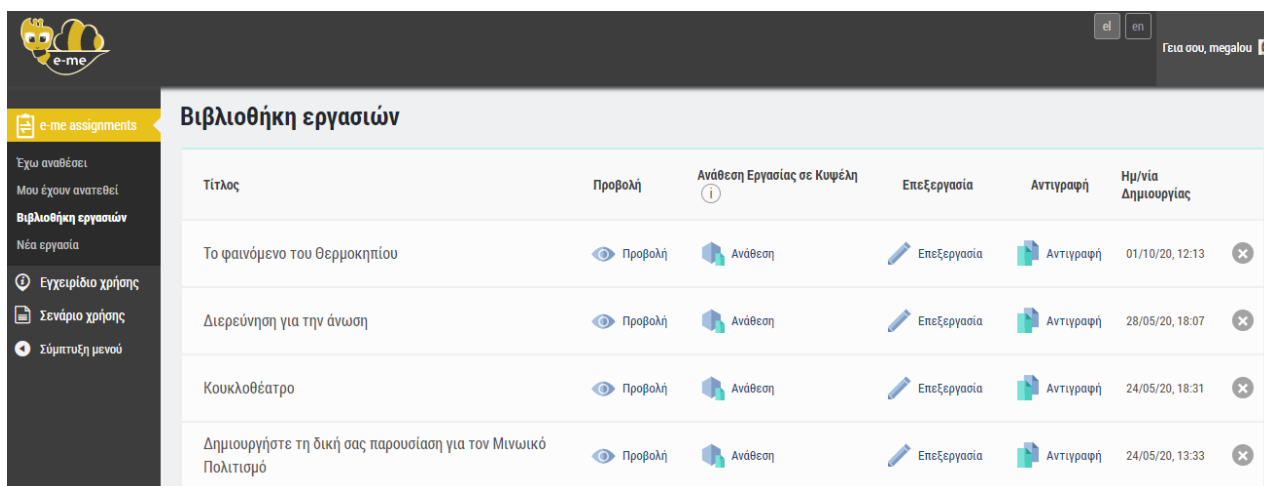 e-me
el en
Γεια σου, megalou
e-me assignments
Έχω αναθέσει
Μου έχουν ανατεθεί
Βιβλιοθήκη εργασιών
Νέα εργασία
Εγχειρίδιο χρήσης
Σενάριο χρήσης
Σύμπτυξη μενού
Βιβλιοθήκη εργασιών
Τίτλος Προβολή Ανάθεση Εργασίας σε Κυψέλη i Επεξεργασία Αντιγραφή Ημ/νία
Δημιουργίας
Το φαινόμενο του θερμοκηπίου Προβολή Ανάθεση Επεξεργασία Αντιγραφή 01/10/20, 12:13
Διερεύνηση για την άνωση Προβολή Ανάθεση Επεξεργασία Αντιγραφή 28/05/20, 18:07
Κουκλοθέατρο Προβολή Ανάθεση Επεξεργασία Αντιγραφή 24/05/20, 18:31
Δημιουργήστε τη δική σας παρουσίαση για τον Μινωικό
Πολιτισμό Προβολή Ανάθεση Επεξεργασία Αντιγραφή 24/05/20, 13:33